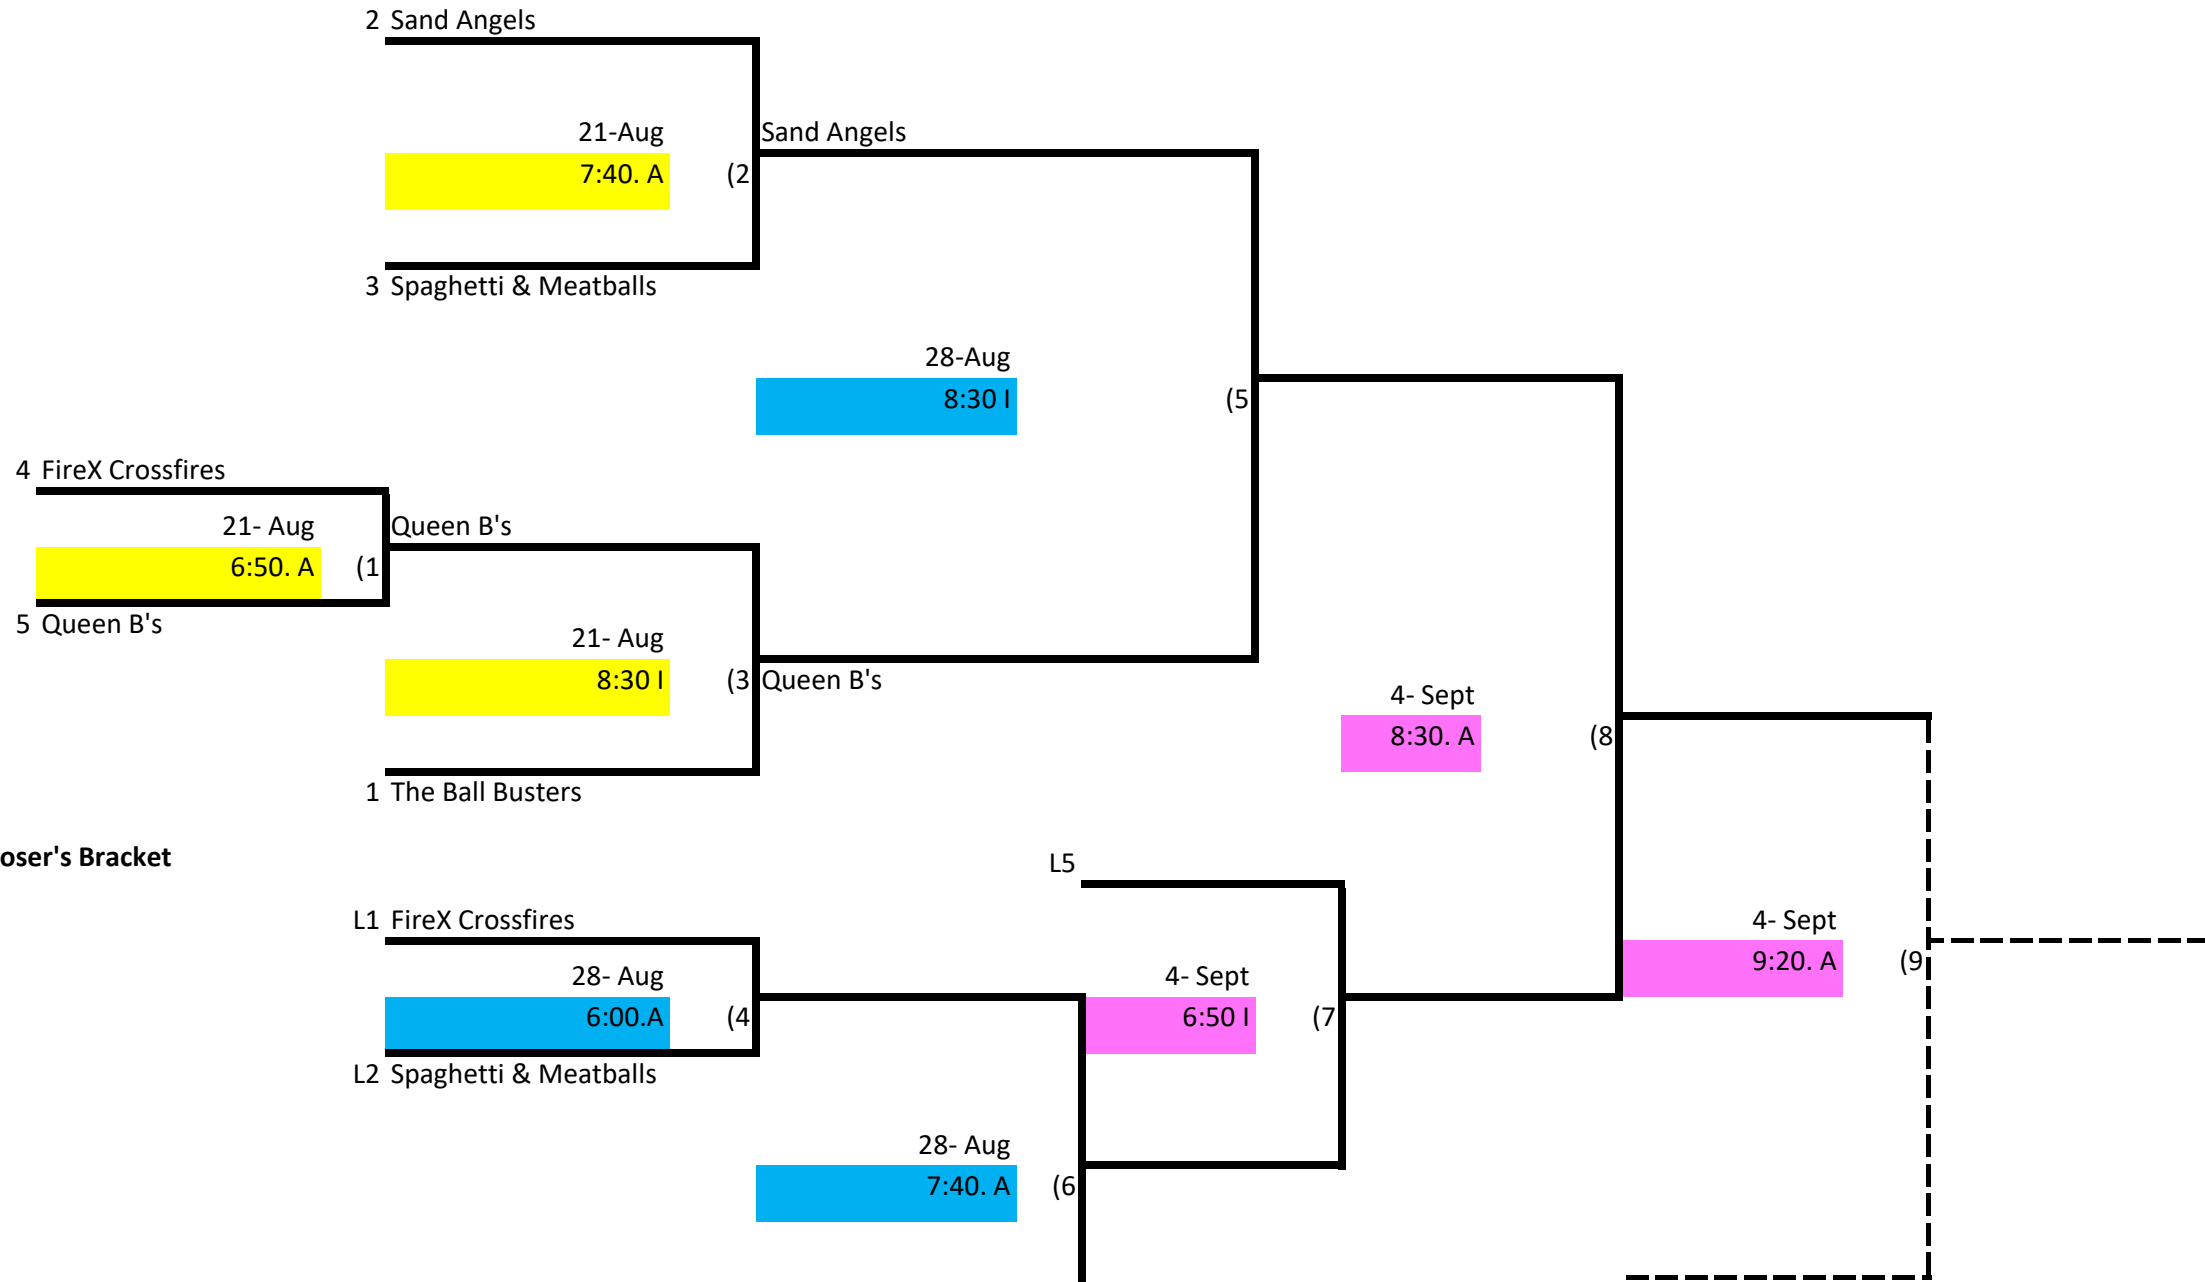 2 Sand Angels
21-Aug
Sand Angels
7:40. A
(2
3 Spaghetti & Meatballs
28-Aug
8:30 I
(5
4 FireX Crossfires
21- Aug
Queen B's
6:50. A
(1
5 Queen B's
21- Aug
8:30 I
(3
Queen B's
4- Sept
8:30. A
(8
1 The Ball Busters
oser's Bracket
L5
L1 FireX Crossfires
4- Sept
28- Aug
4- Sept
9:20. A
(9
6:00.A
(4
6:50 I
(7
L2 Spaghetti & Meatballs
28- Aug
7:40. A
(6